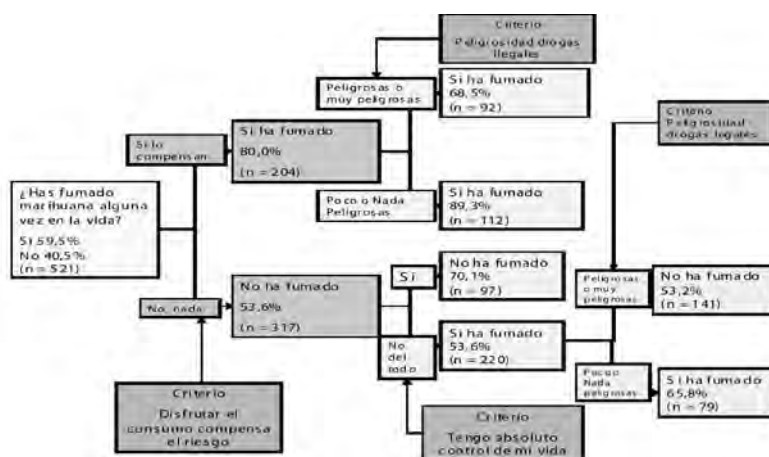 Criterio
Peligrosidad drogas
ilegales
Peligrosas o
muy peligrosas
Si ha fumado
68,5%
(n = 92)
Criterio
Peligrosidad
drogas legales
Si lo
compensan
Si ha fumado
80,0%
(n = 204)
¿Has fumado
marihuana alguna
vez en la vida?
Si 59,5%
No 40,5%
(n = 521)
Poco o Nada
Peligrosas
Si ha fumado
89,3%
(n = 112)
No, nada
No ha fumado
53,6%
(n = 317)
Si
No ha fumado
70,1%
(n = 97)
Peligrosas
o muy
peligrosas
No ha fumado
53,2%
(n = 141)
No
del
todo
Si ha fumado
53,6%
(n = 220)
Poco o
Nada
peligrosas
Si ha fumado
65,8%
(n = 79)
Criterio
Disfrutar el
consumo compensa
el riesgo
Criterio
Tengo absoluto
control de mi vida